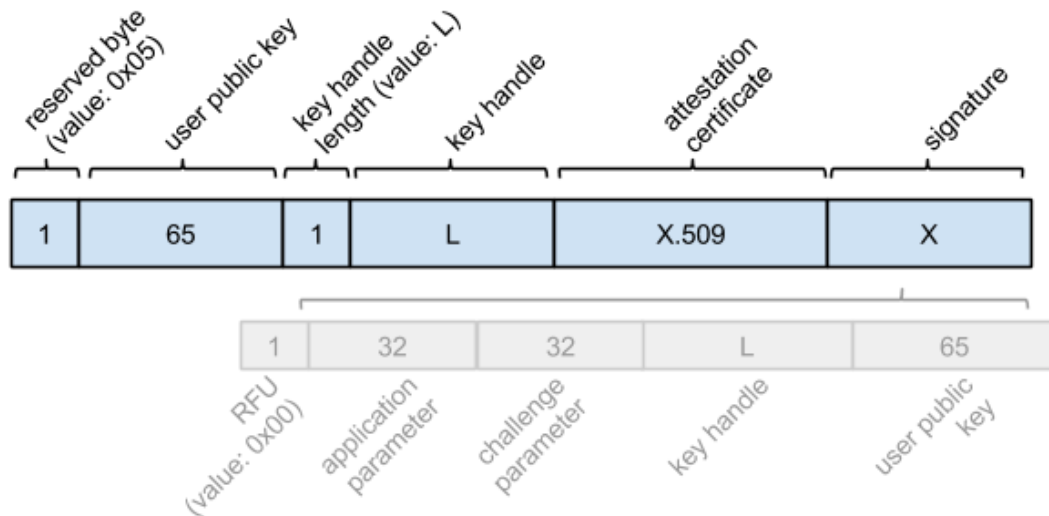 reserved byte
(value: 0x05)
user public key
key handle
length (value: L)
key handle
attestation
certificate
signature
1
65
1
L
X.509
X
1
32
32
L
65
RFU
(value: 0x00)
application
parameter
challenge
parameter
key handle
user public
key